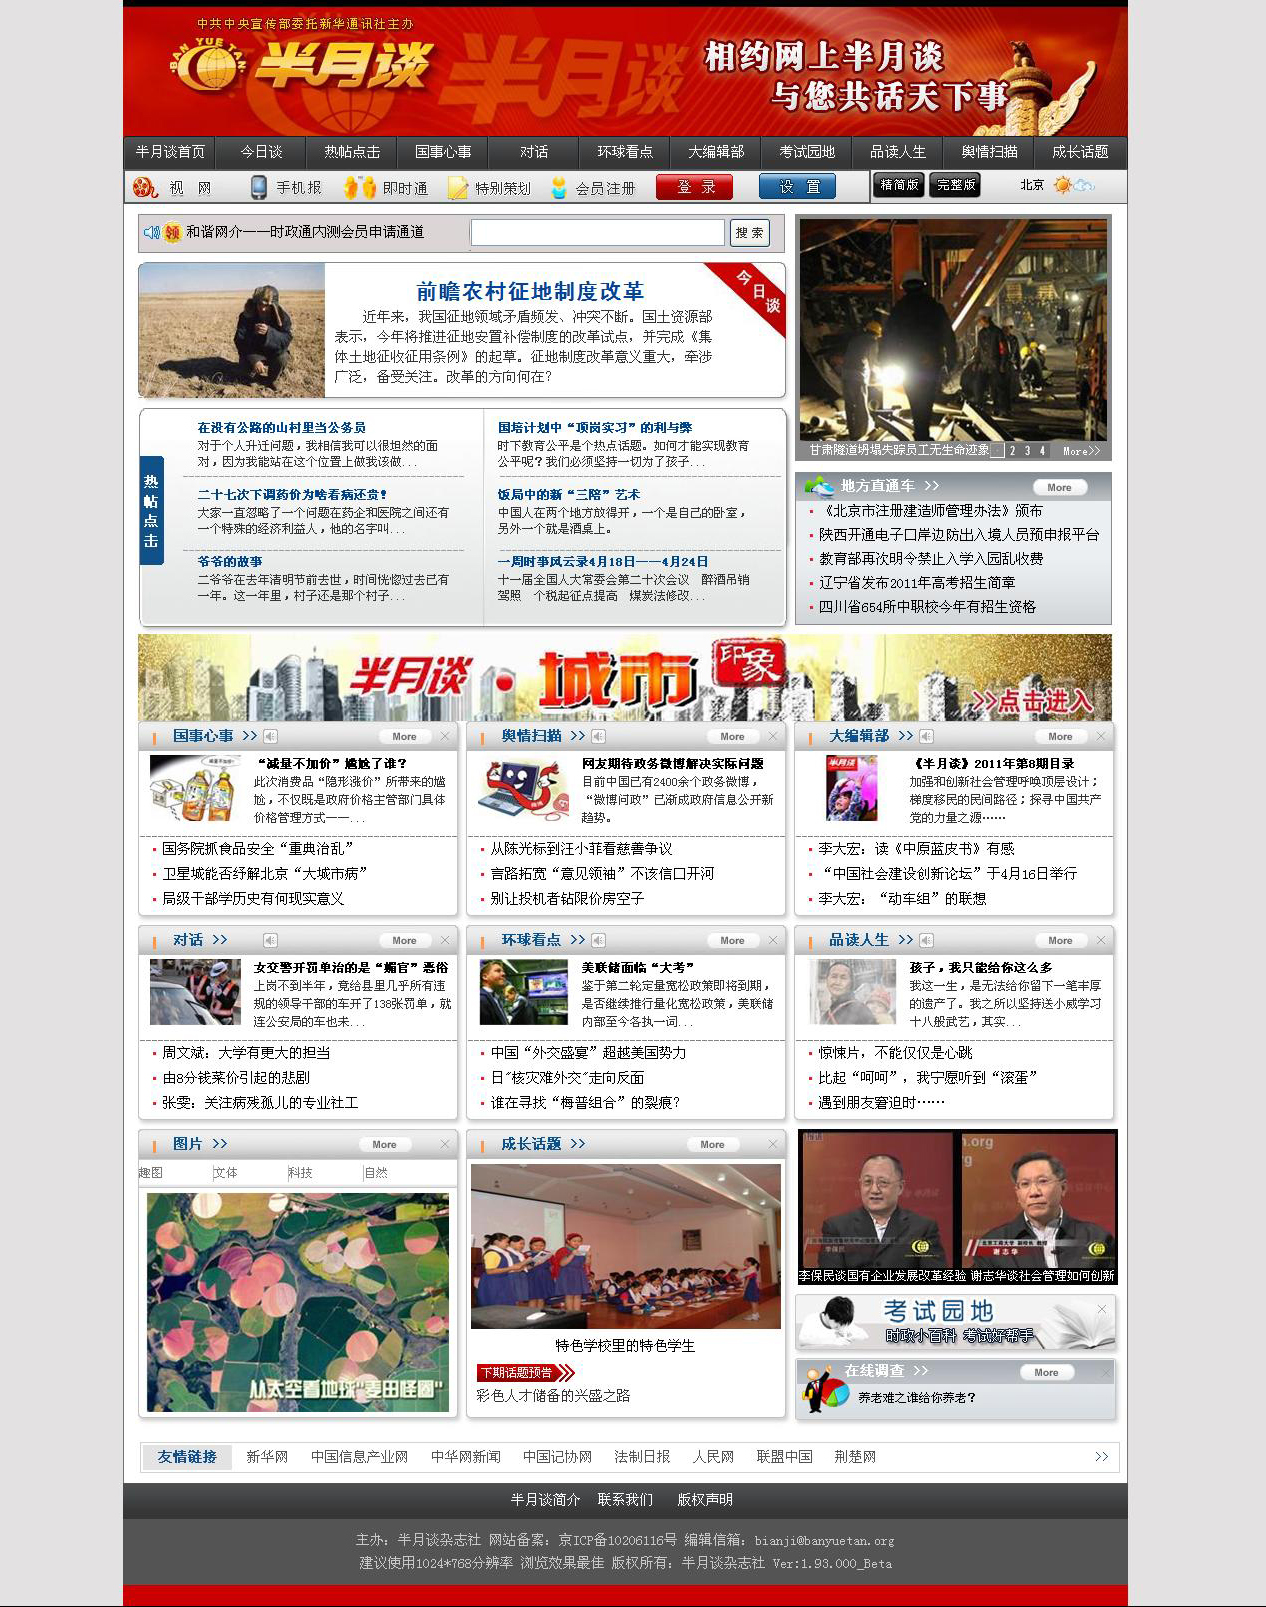 中共中央宣传部委托新华通讯社主办
BAN YUE TAN 半月谈
半月谈
相约网上半月谈
与您共话天下事
半月谈首页 今日谈 热帖点击 国事心事 对话 环球看点 大编辑部 考试园地 品读人生 舆情扫描 成长话题
视 网 手机报 即时通 特别策划 会员注册 登 录 设 置 精简版 完整版 北京
领 和谐网介一一时政通内测会员申请通道 搜 索
今日谈
前瞻农村征地制度改革
近年来，我国征地领域矛盾频发、冲突不断。国土资源部
表示，今年将推进征地安置补偿制度的改革试点，并完成《集
体土地征收征用条例》的起草。征地制度改革意义重大，牵涉
广泛，备受关注。改革的方向何在？
甘肃隧道坍塌失踪员工无生命迹象 2 3 4 More>>
热帖点击
在没有公路的山村里当公务员
对于个人升迁问题，我相信我可以很坦然的面
对，因为我能站在这个位置上做我该做...
国培计划中“顶岗实习”的利与弊
时下教育公平是个热点话题。如何才能实现教育
公平呢？我们必须坚持一切为了孩子...
二十七次下调药价为啥看病还贵！
大家一直忽略了一个问题在药企和医院之间还有
一个特殊的经济利益人，他的名字叫...
饭局中的新“三陪”艺术
中国人在两个地方放得开，一个是自己的卧室，
另外一个就是酒桌上。
爷爷的故事
二爷爷在去年清明节前去世，时间恍惚过去已有
一年。这一年里，村子还是那个村子...
一周时事风云录4月18日——4月24日
十一届全国人大常委会第二十次会议 醉酒吊销
驾照 个税起征点提高 煤炭法修改...
地方直通车 >> More
《北京市注册建造师管理办法》颁布
陕西开通电子口岸边防出入境人员预申报平台
教育部再次明令禁止入学入园乱收费
辽宁省发布2011年高考招生简章
四川省654所中职校今年有招生资格
半月谈 城市 印象 >>点击进入
国事心事 >> More
“减量不加价”尴尬了谁？
此次消费品“隐形涨价”所带来的尴
尬，不仅既是政府价格主管部门具体
价格管理方式一一...
国务院抓食品安全“重典治乱”
卫星城能否纾解北京“大城市病”
局级干部学历史有何现实意义
舆情扫描 >> More
网友期待政务微博解决实际问题
目前中国已有2400余个政务微博，
“微博问政”已渐成政府信息公开新
趋势。
从陈光标到汪小菲看慈善争议
言路拓宽“意见领袖”不该信口开河
别让投机者钻限价房空子
大编辑部 >> More
半月谈
《半月谈》2011年第8期目录
加强和创新社会管理呼唤顶层设计；
梯度移民的民间路径；探寻中国共产
党的力量之源……
李大宏：读《中原蓝皮书》有感
“中国社会建设创新论坛”于4月16日举行
李大宏：“动车组”的联想
对话 >> More
女交警开罚单治的是“媚官”恶俗
上岗不到半年，竟给县里几乎所有违
规的领导干部的车开了138张罚单，就
连公安局的车也未...
周文斌：大学有更大的担当
由8分钱菜价引起的悲剧
张雯：关注病残孤儿的专业社工
环球看点 >> More
美联储面临“大考”
鉴于第二轮定量宽松政策即将到期，
是否继续推行量化宽松政策，美联储
内部至今各执一词...
中国“外交盛宴”超越美国势力
日"核灾难外交"走向反面
谁在寻找“梅普组合”的裂痕？
品读人生 >> More
孩子，我只能给你这么多
我这一生，是无法给你留下一笔丰厚
的遗产了。我之所以坚持送小威学习
十八般武艺，其实...
惊悚片，不能仅仅是心跳
比起“呵呵”，我宁愿听到“滚蛋”
遇到朋友窘迫时……
图片 >> More
趣图 文体 科技 自然
从太空看地球“麦田怪圈”
成长话题 >> More
特色学校里的特色学生
下期话题预告
彩色人才储备的兴盛之路
n.org
李保民
北京工商大学 副校长 教授
谢志华
李保民谈国有企业发展改革经验 谢志华谈社会管理如何创新
考试园地
时政小百科 考试好帮手
在线调查 >> More
养老难之谁给你养老？
友情链接 新华网 中国信息产业网 中华网新闻 中国记协网 法制日报 人民网 联盟中国 荆楚网 >>
半月谈简介 联系我们 版权声明
主办：半月谈杂志社 网站备案：京ICP备10206116号 编辑信箱：bianji@banyuetan.org
建议使用1024*768分辨率 浏览效果最佳 版权所有：半月谈杂志社 Ver:1.93.000_Beta